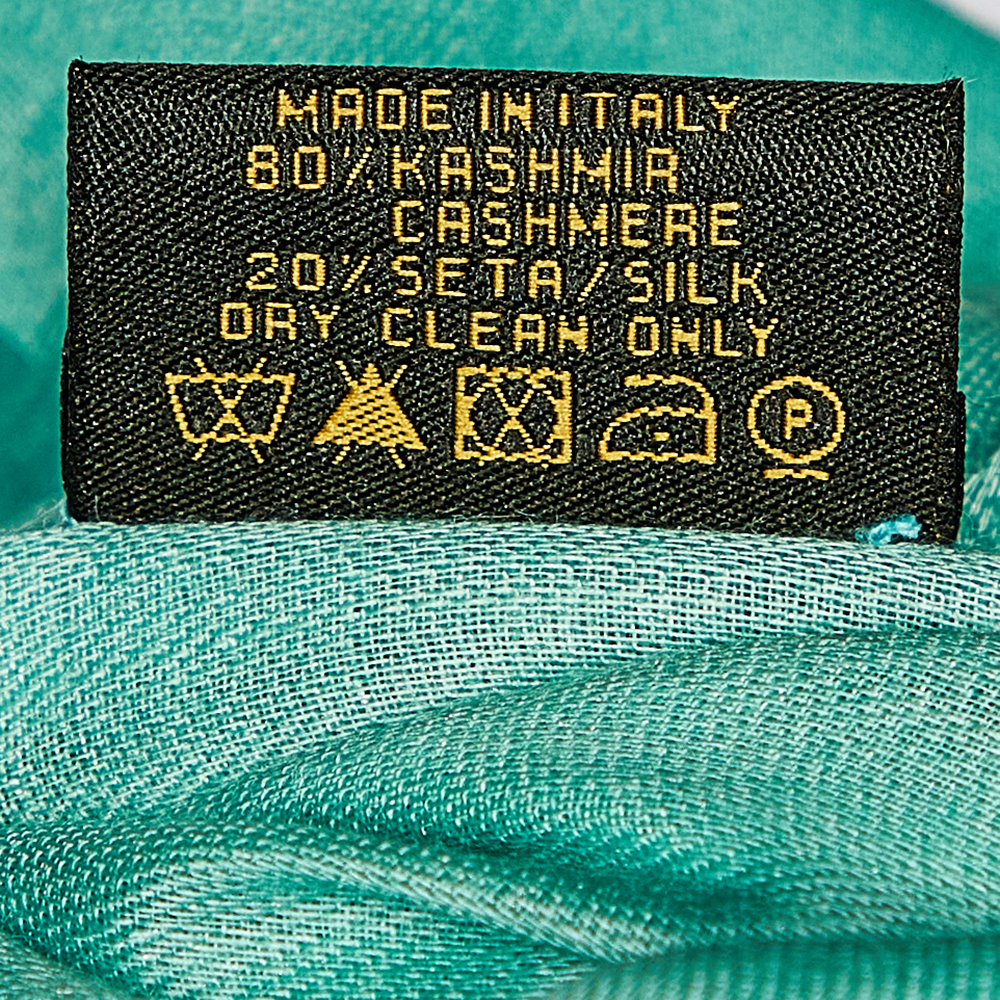 MADE IN ITALY
80% KASHMIR
CASHMERE
20% SETA/SILK
DRY CLEAN ONLY
P